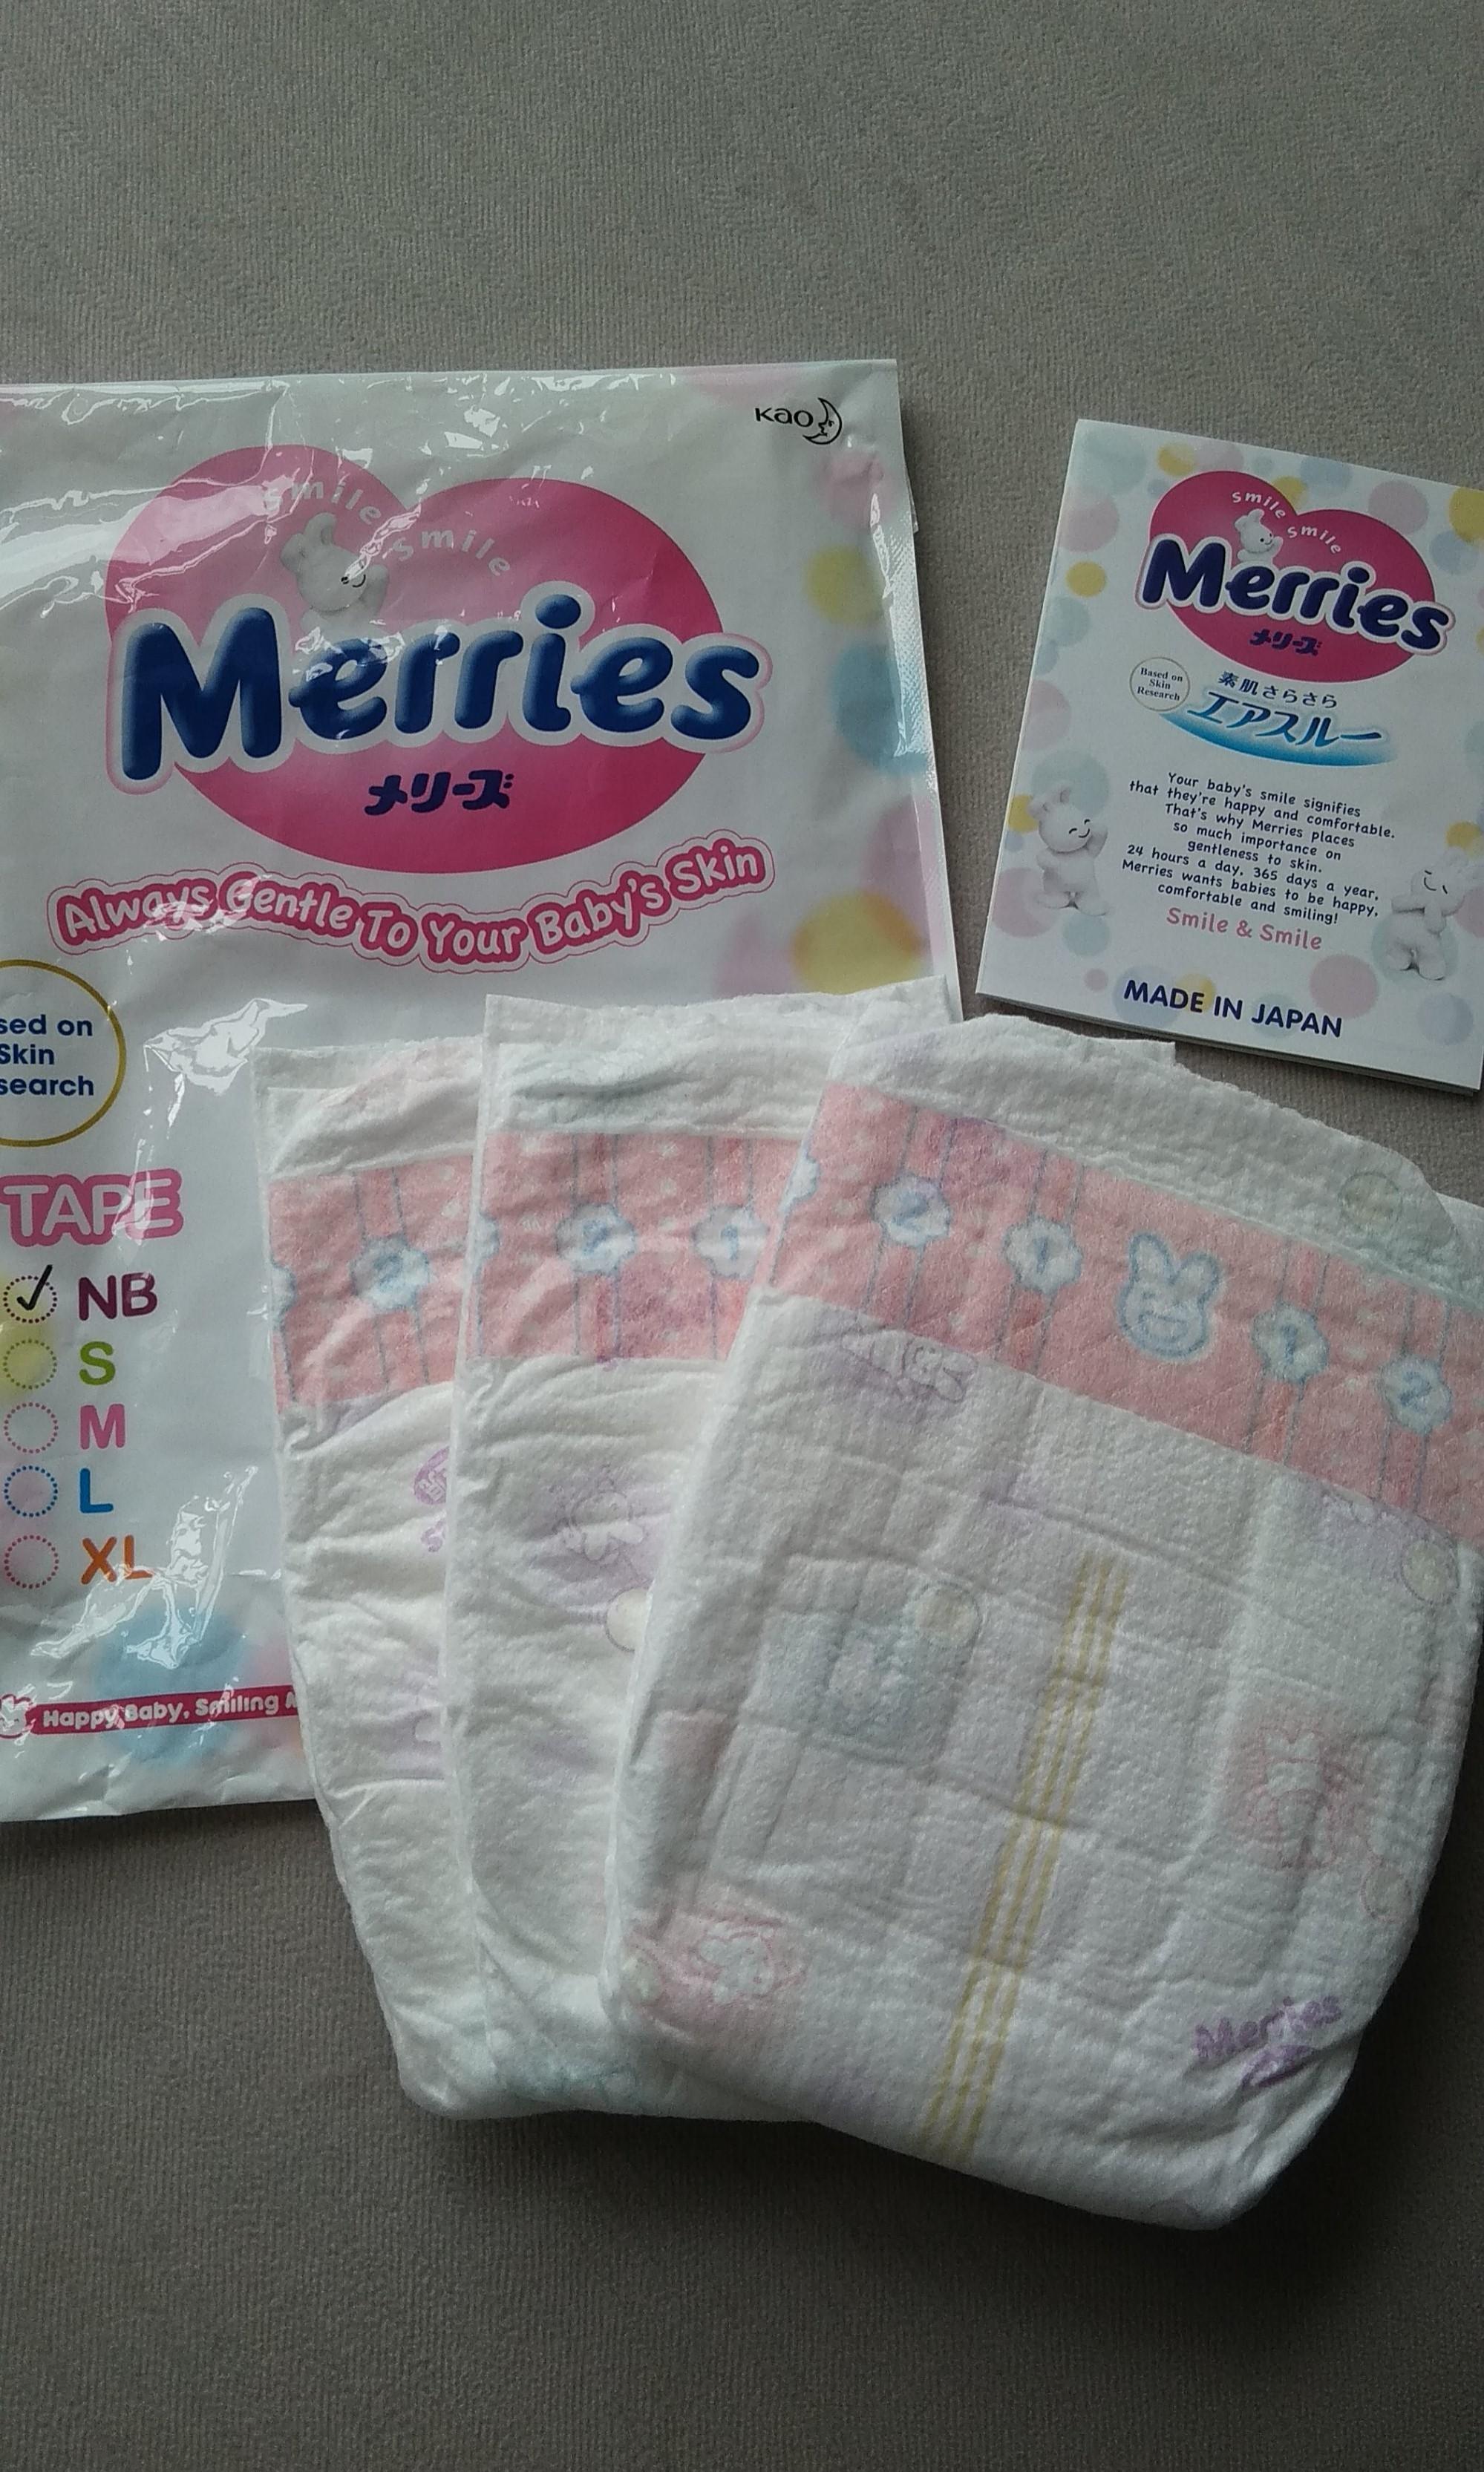 Kao
smile smile
Merries
メリーズ
Always Gentle To Your Baby's Skin
sed on
Skin
search
TAPE
NB
S
M
L
XL
Happy Baby, Smiling
smile smile
Merries
メリーズ
Based on
Skin
Research
素肌さらさら
エアスルー
Your baby's smile signifies
that they're happy and comfortable.
That's why Merries places
so much importance on
gentleness to skin.
24 hours a day, 365 days a year,
Merries wants babies to be happy,
comfortable and smiling!
Smile & Smile
MADE IN JAPAN
2
2 1
2 1 1 2
Merries